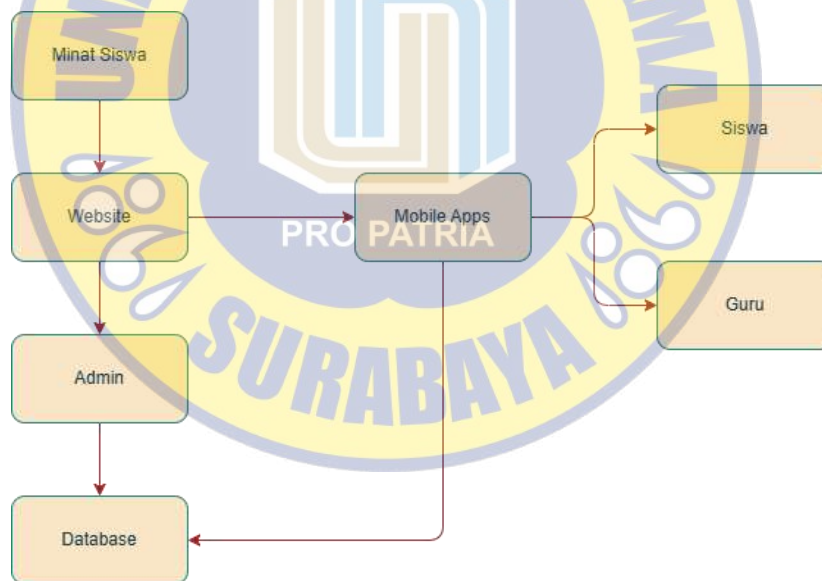 Minat Siswa
Siswa
Website
Mobile Apps
PRO PATRIA
Guru
SURABAYA
Admin
Database